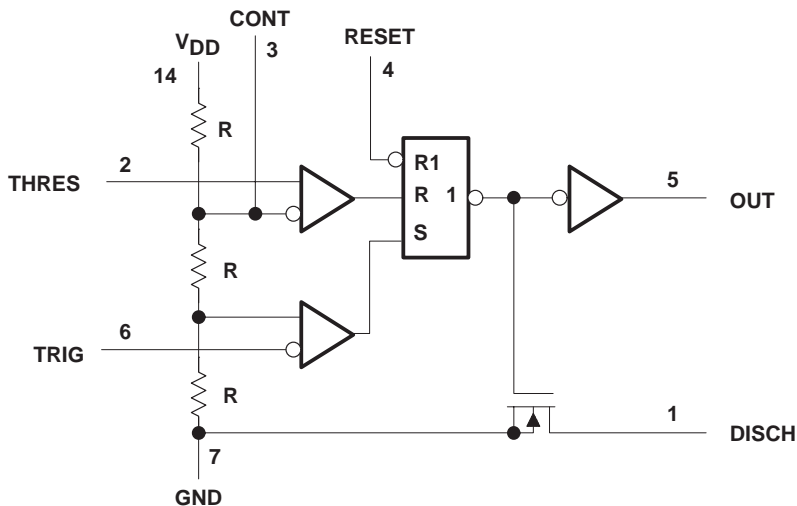 CONT
3
VDD
14
RESET
4
R
2
THRES
R1
R 1
S
5
OUT
R
6
TRIG
R
1
DISCH
7
GND